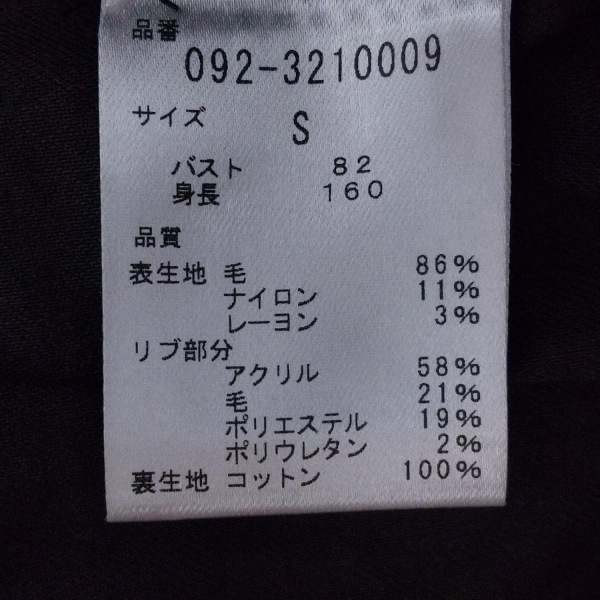 品番
092-3210009
サイズ S
バスト 82
身長 160
品質
表生地 毛 86%
ナイロン 11%
レーヨン 3%
リブ部分
アクリル 58%
毛 21%
ポリエステル 19%
ポリウレタン 2%
裏生地 コットン 100%